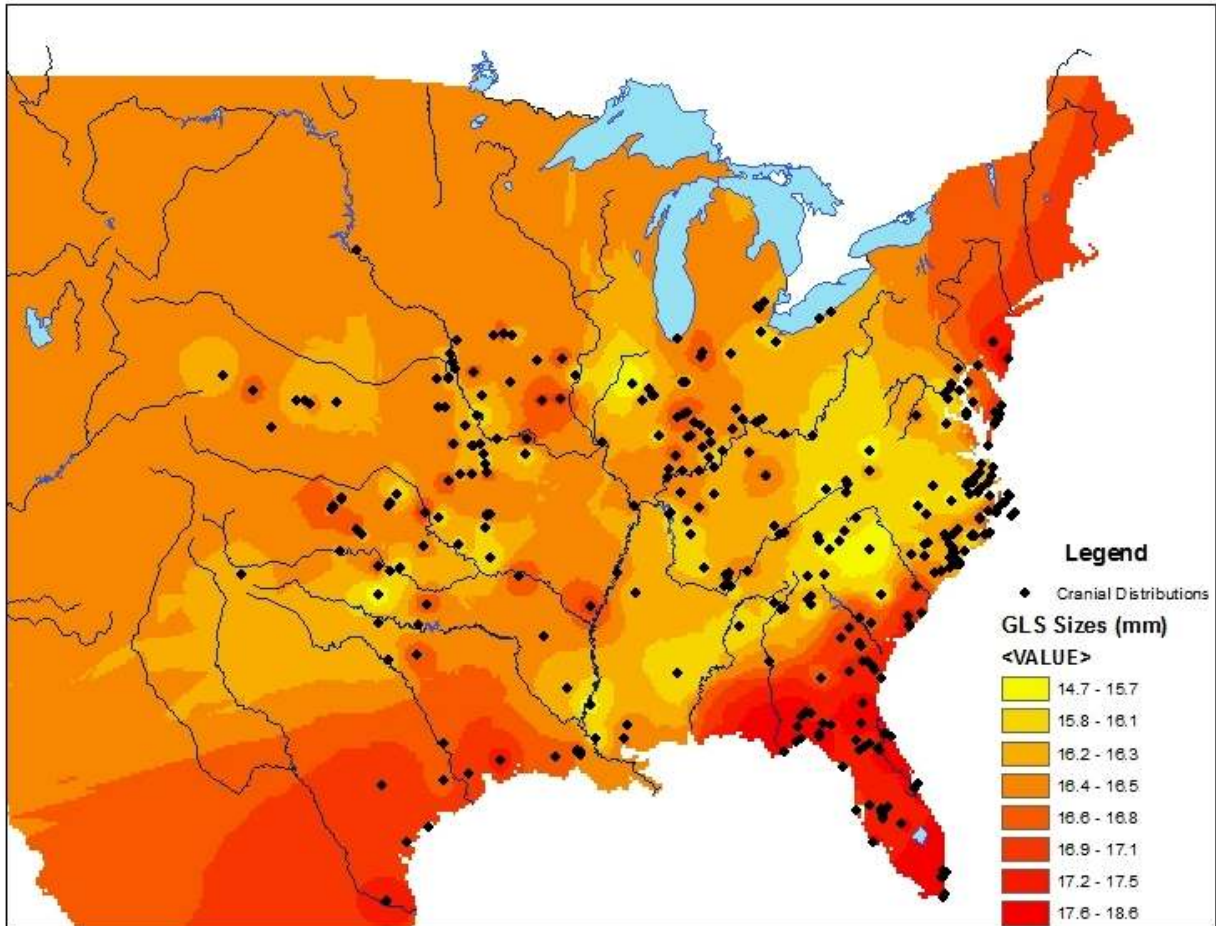 Legend
Cranial Distributions
GLS Sizes (mm)
<VALUE>
14.7 - 15.7
15.8 - 16.1
16.2 - 16.3
16.4 - 16.5
16.6 - 16.8
16.9 - 17.1
17.2 - 17.5
17.6 - 18.6